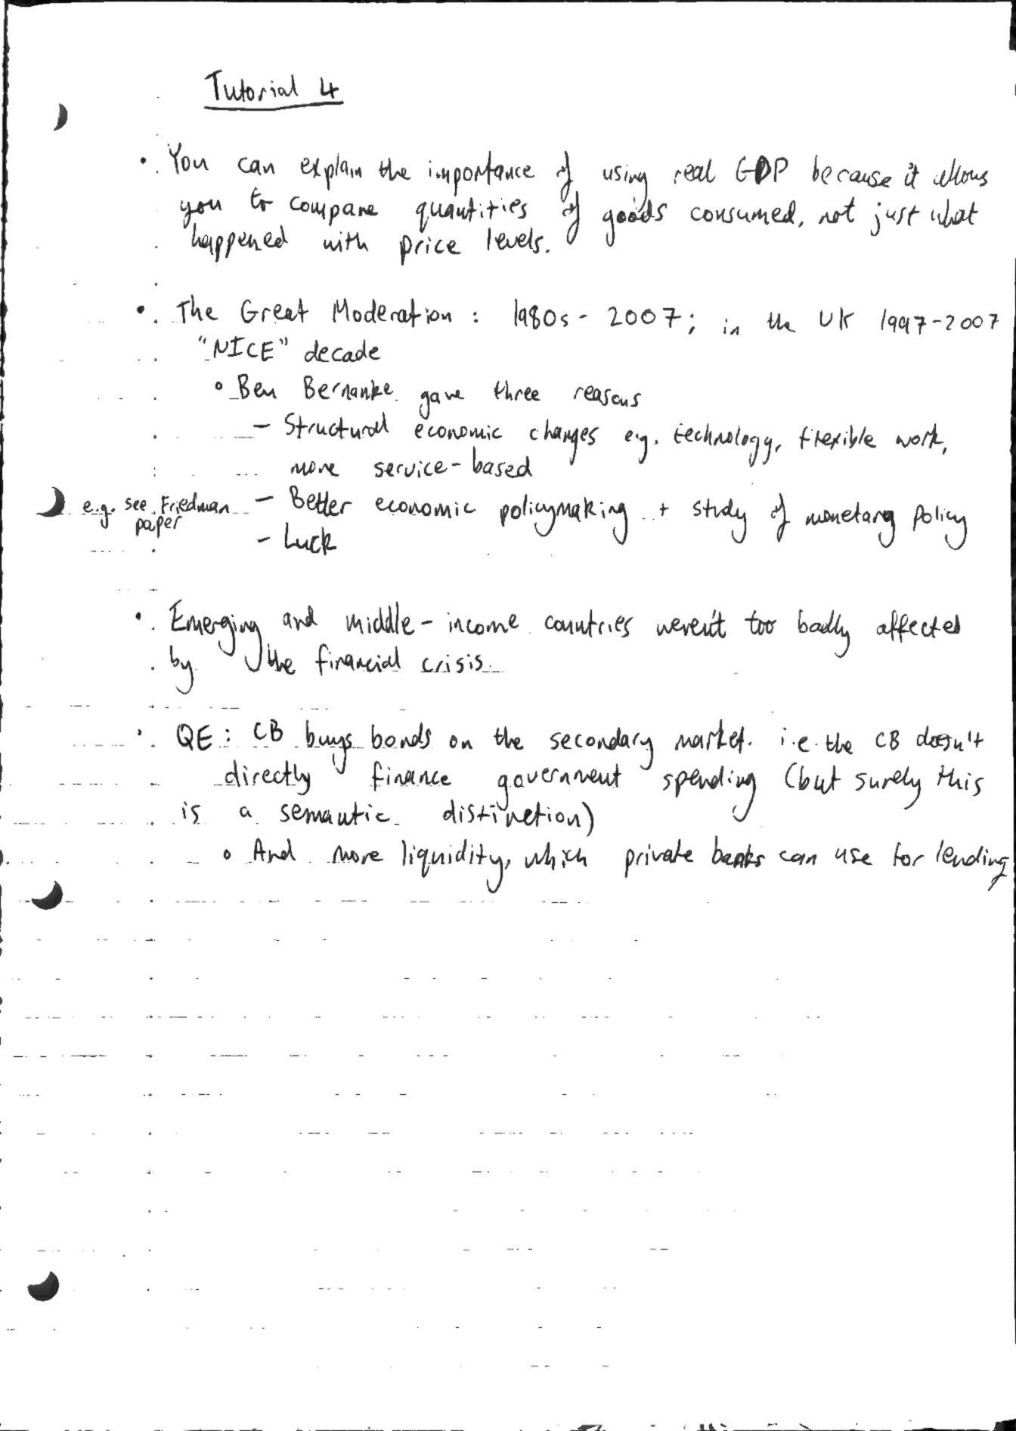 Tutorial 4
• You can explain the importance of using real GDP because it allows
you to compare quantities of goods consumed, not just what
happened with price levels.
• The Great Moderation : 1980s - 2007; in the UK 1997-2007
"NICE" decade
o Ben Bernanke gave three reasons
- Structural economic changes e.g. technology, flexible work,
more service-based
e.g. see Friedman paper
- Better economic policymaking + study of monetary policy
- Luck
• Emerging and middle-income countries weren't too badly affected
by the financial crisis
• QE : CB buys bonds on the secondary market. i.e. the CB doesn't
directly finance government spending (but surely this
is a semantic distinction)
o And more liquidity, which private banks can use for lending